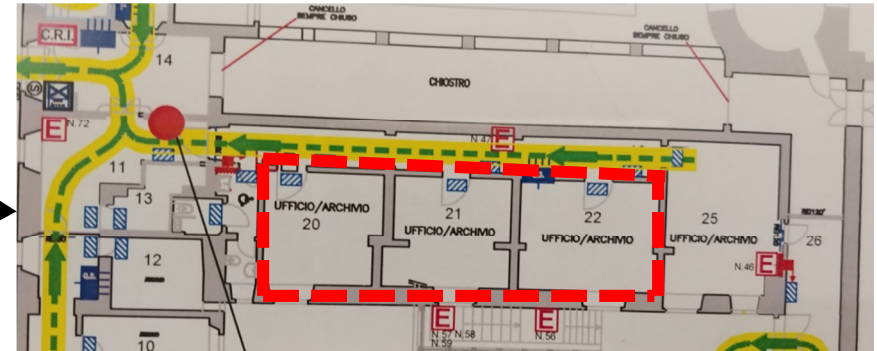 CANCELLO
SEMPRE CHIUSO
CANCELLO
SEMPRE CHIUSO
C.R.I.
14
CHIOSTRO
E
N.72
N.47
E
11
13
UFFICIO/ARCHIVIO
20
21
UFFICIO/ARCHIVIO
22
UFFICIO/ARCHIVIO
25
UFFICIO/ARCHIVIO
26
12
N.46
E
E
N.57 N.58
N.59
E
N.56
10